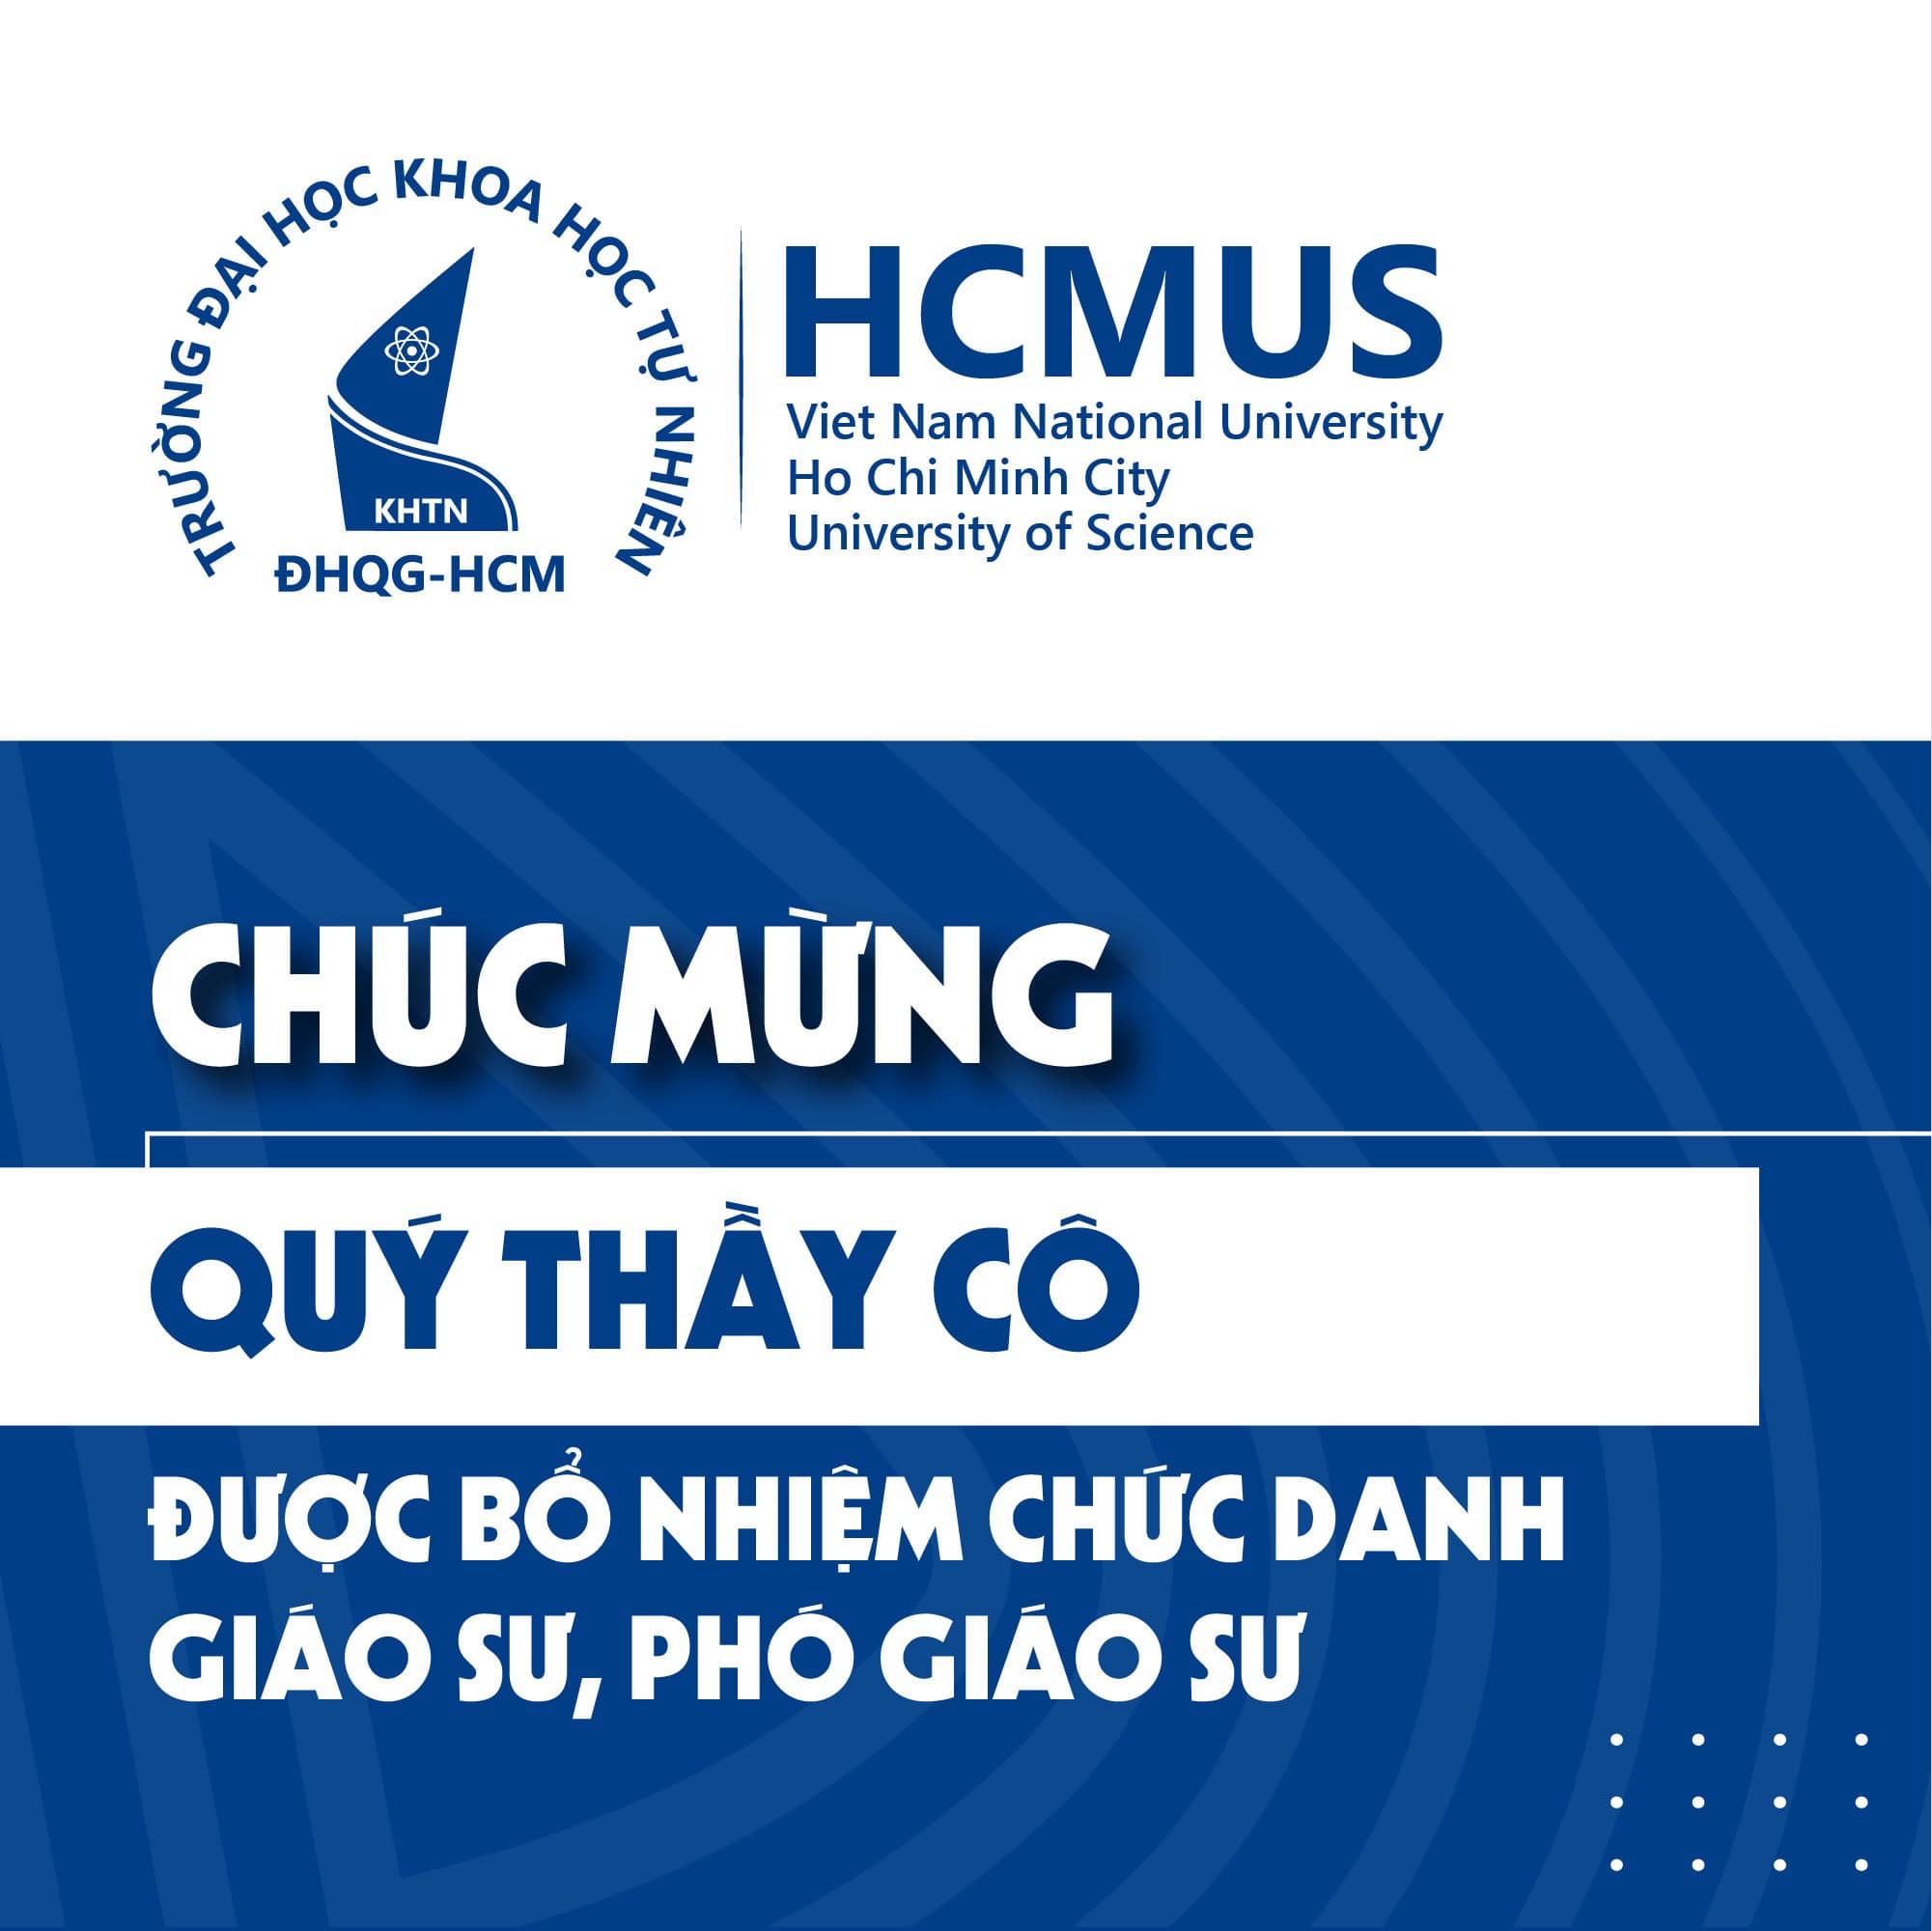 TRƯỜNG ĐẠI HỌC KHOA HỌC TỰ NHIÊN
KHTN
ĐHQG-HCM
HCMUS
Viet Nam National University
Ho Chi Minh City
University of Science
CHÚC MỪNG
QUÝ THẦY CÔ
ĐƯỢC BỔ NHIỆM CHỨC DANH
GIÁO SƯ, PHÓ GIÁO SƯ